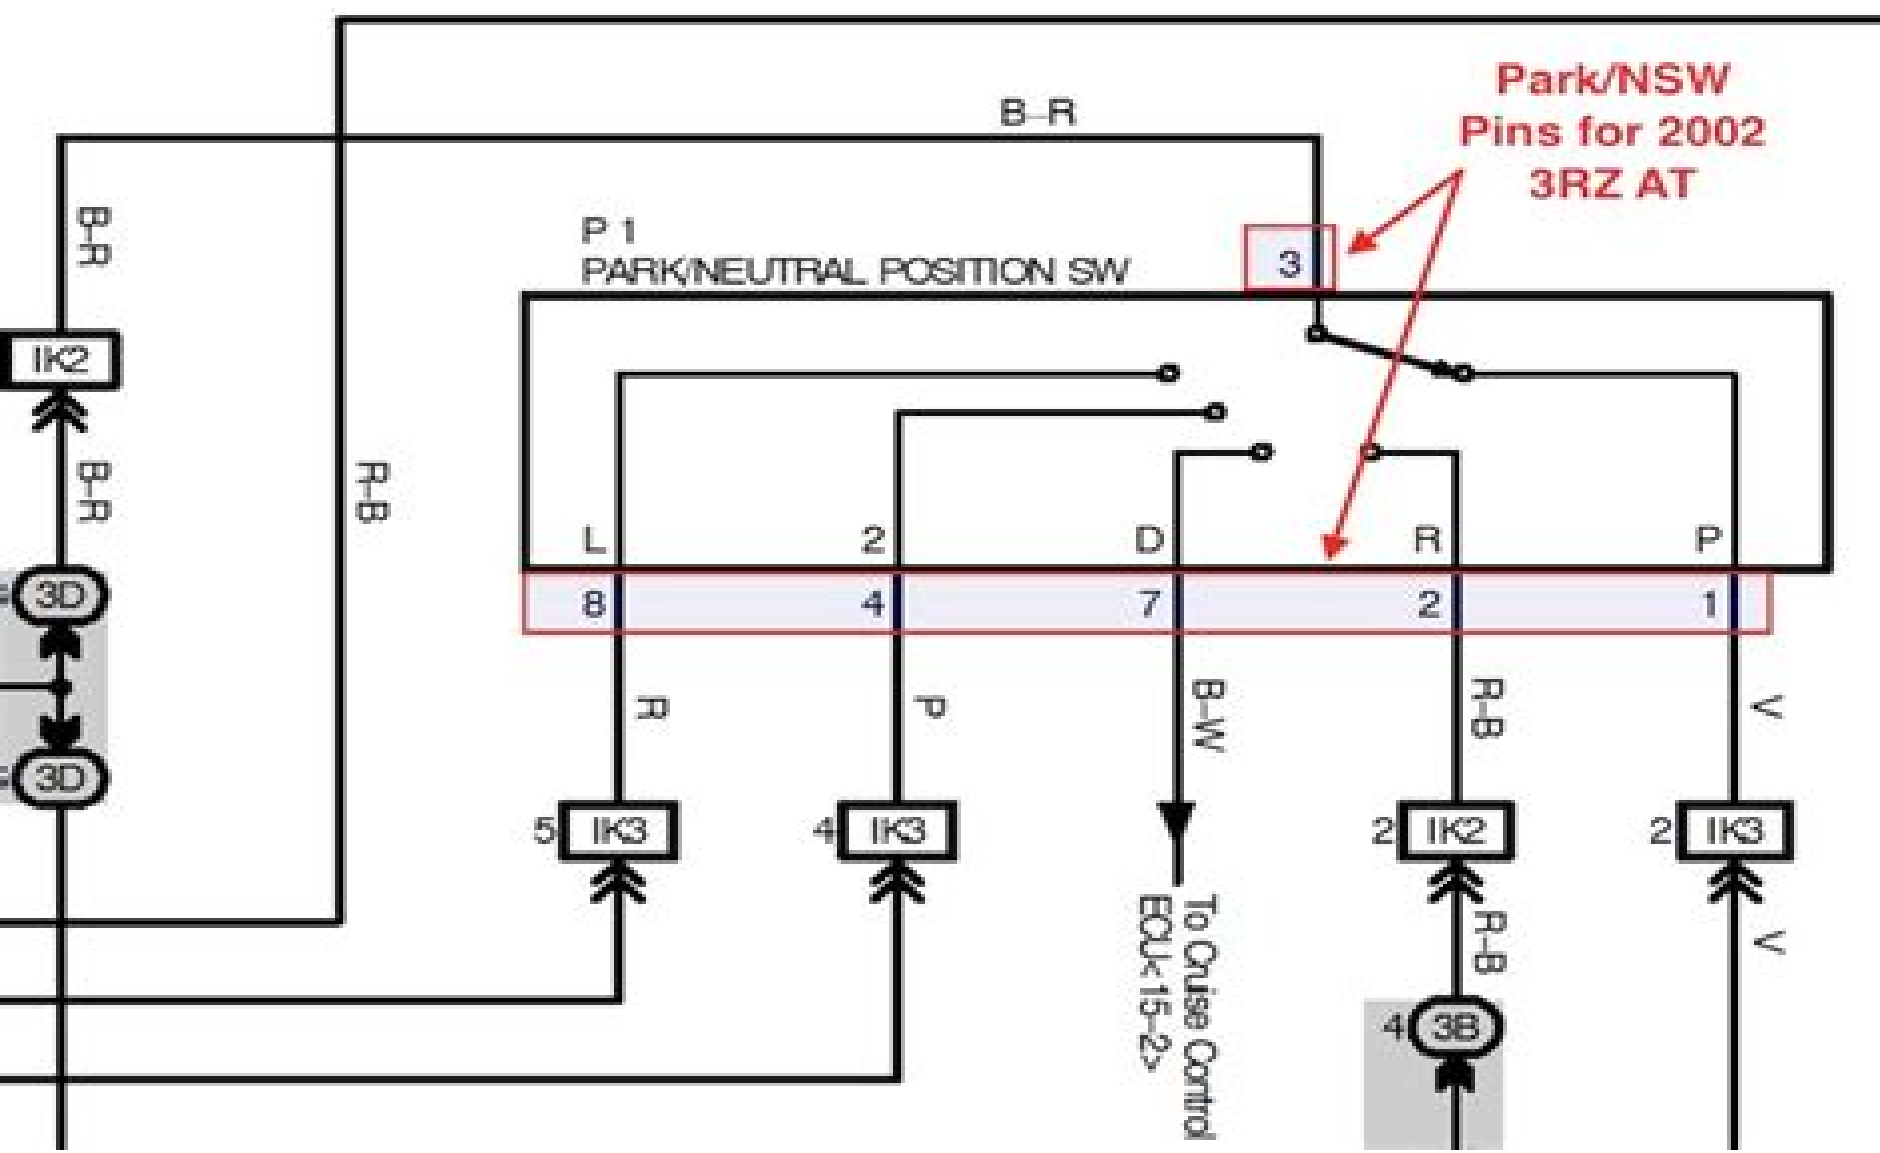 Park/NSW
Pins for 2002
3RZ AT
B-R
B-R
P 1
PARK/NEUTRAL POSITION SW
3
IK2
B-R
R-B
L 2 D R P
8 4 7 2 1
3D
R P B-W R-B V
3D
5 IK3 4 IK3 2 IK2 2 IK3
To Cruise Control
ECU<15-2>
R-B V
4 3B